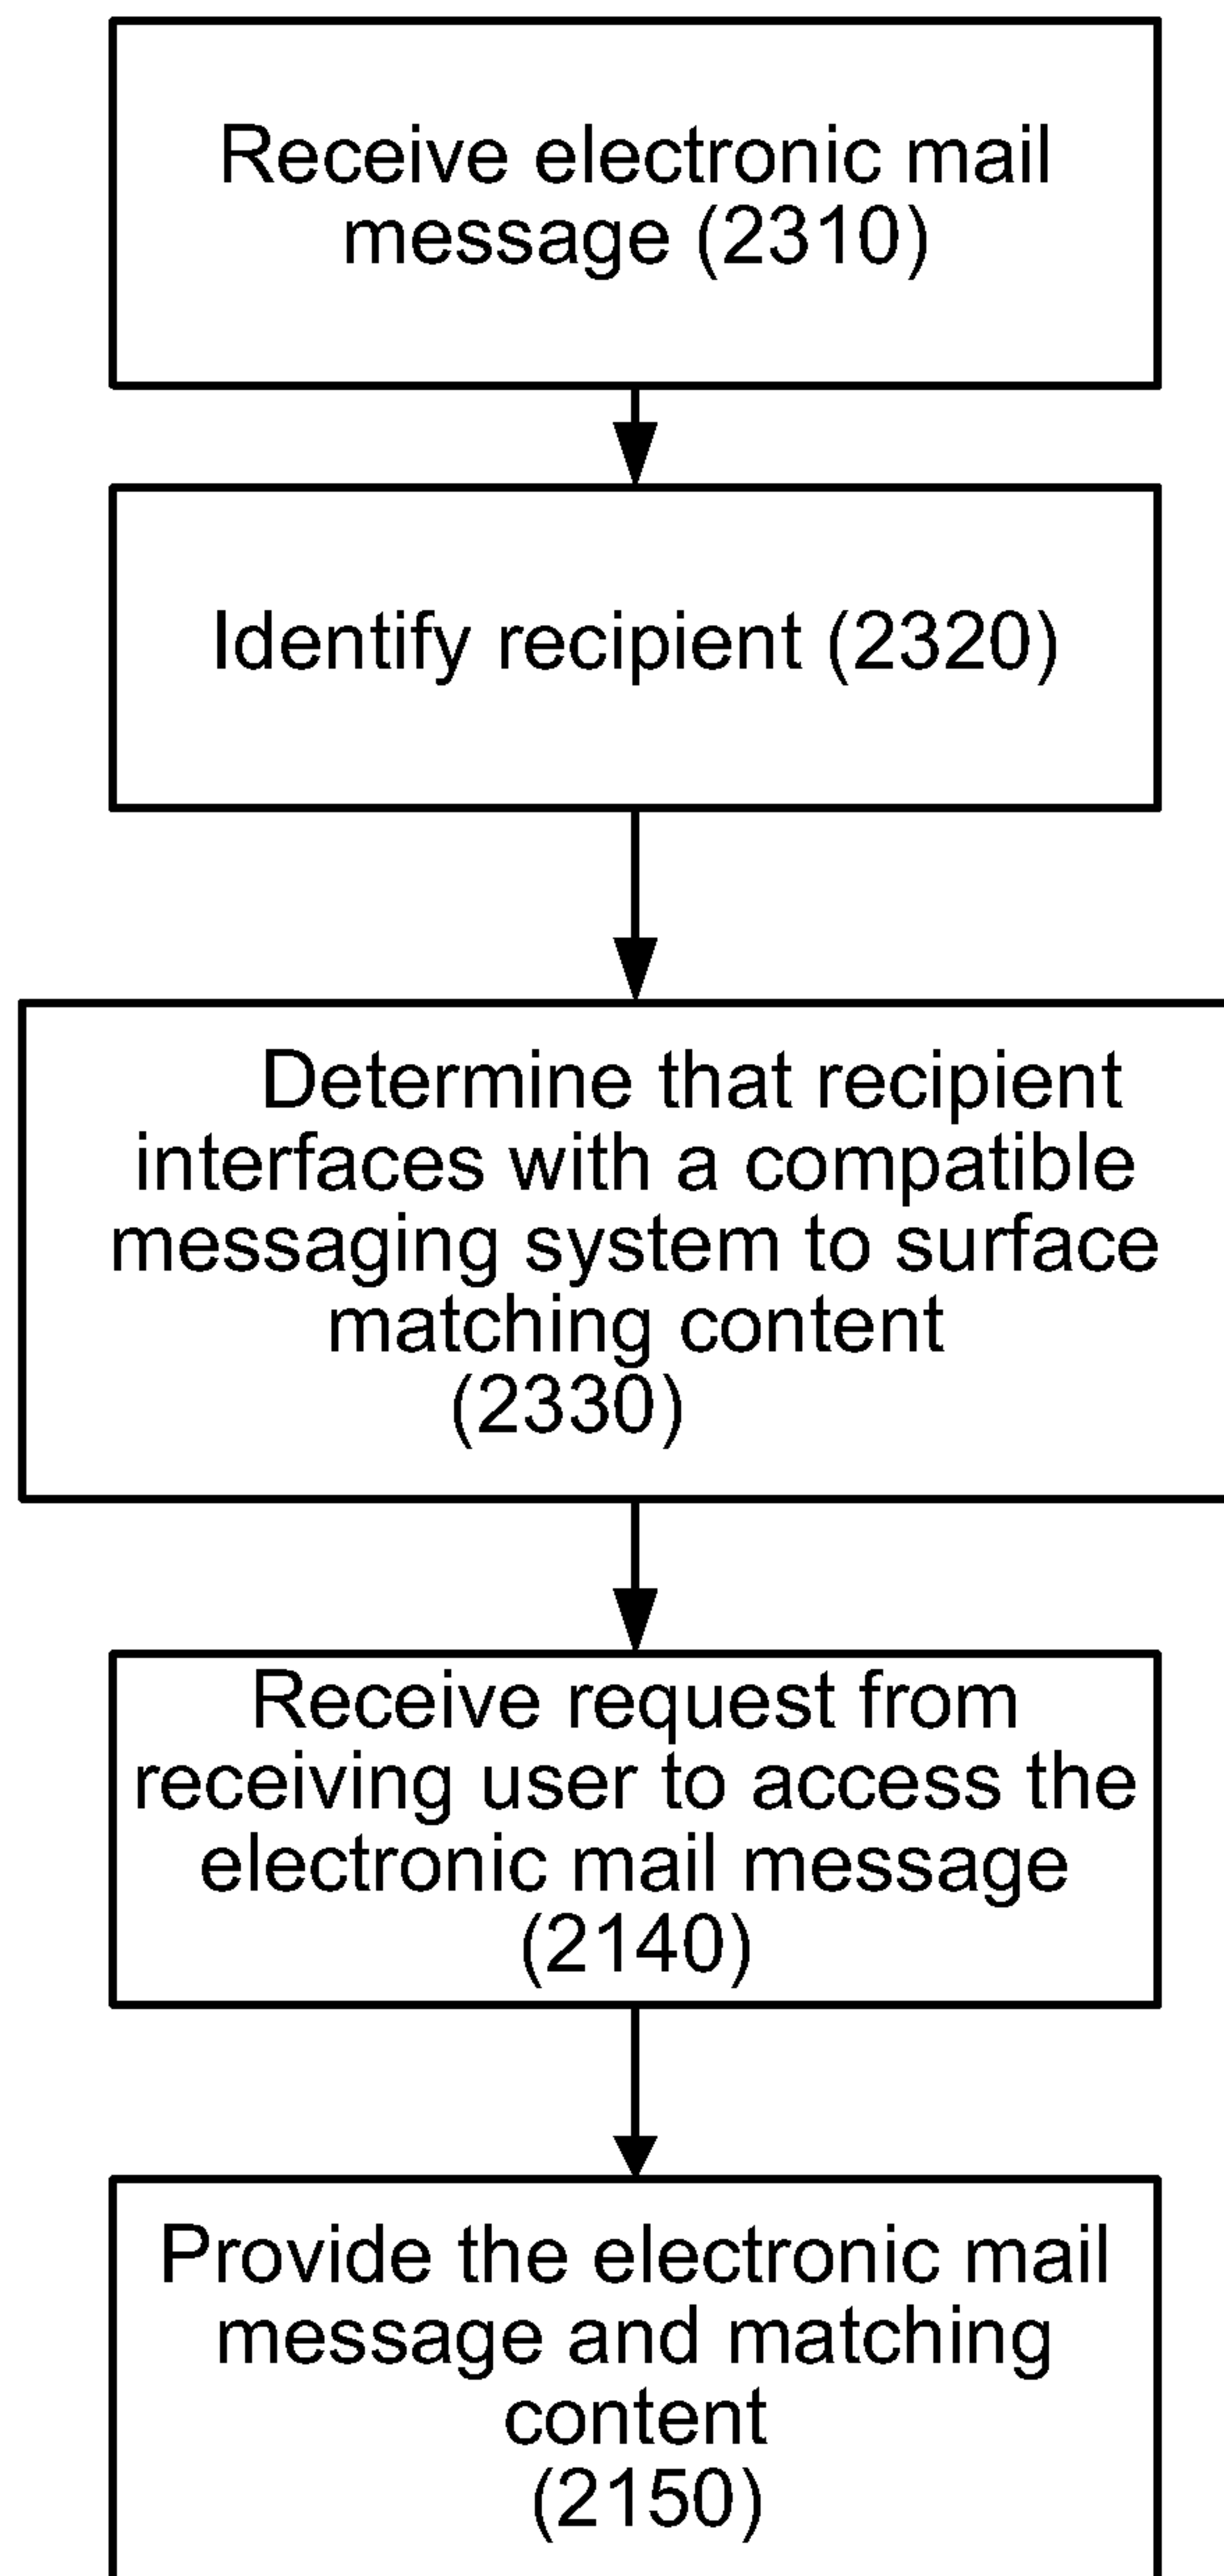 Receive electronic mail
message (2310)
Identify recipient (2320)
Determine that recipient
interfaces with a compatible
messaging system to surface
matching content
(2330)
Receive request from
receiving user to access the
electronic mail message
(2140)
Provide the electronic mail
message and matching
content
(2150)